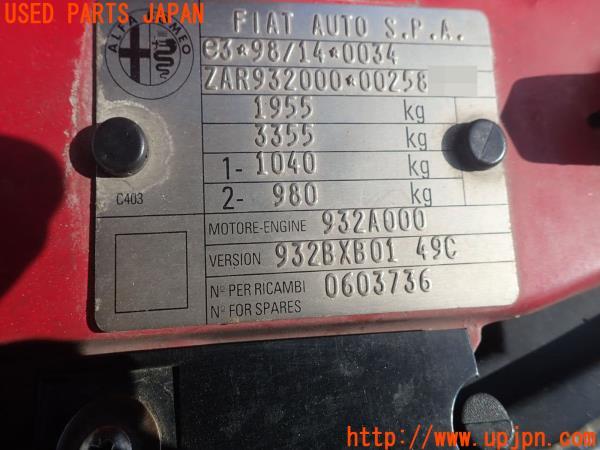 USED PARTS JAPAN
ALFA ROMEO
FIAT AUTO S.P.A.
e3*98/14*0034
ZAR932000*00258
1955 kg
3355 kg
1- 1040 kg
2- 980 kg
C403
MOTORE-ENGINE 932A000
VERSION 932BXB01 49C
No PER RICAMBI
No FOR SPARES
0603736
http://www.upjpn.com